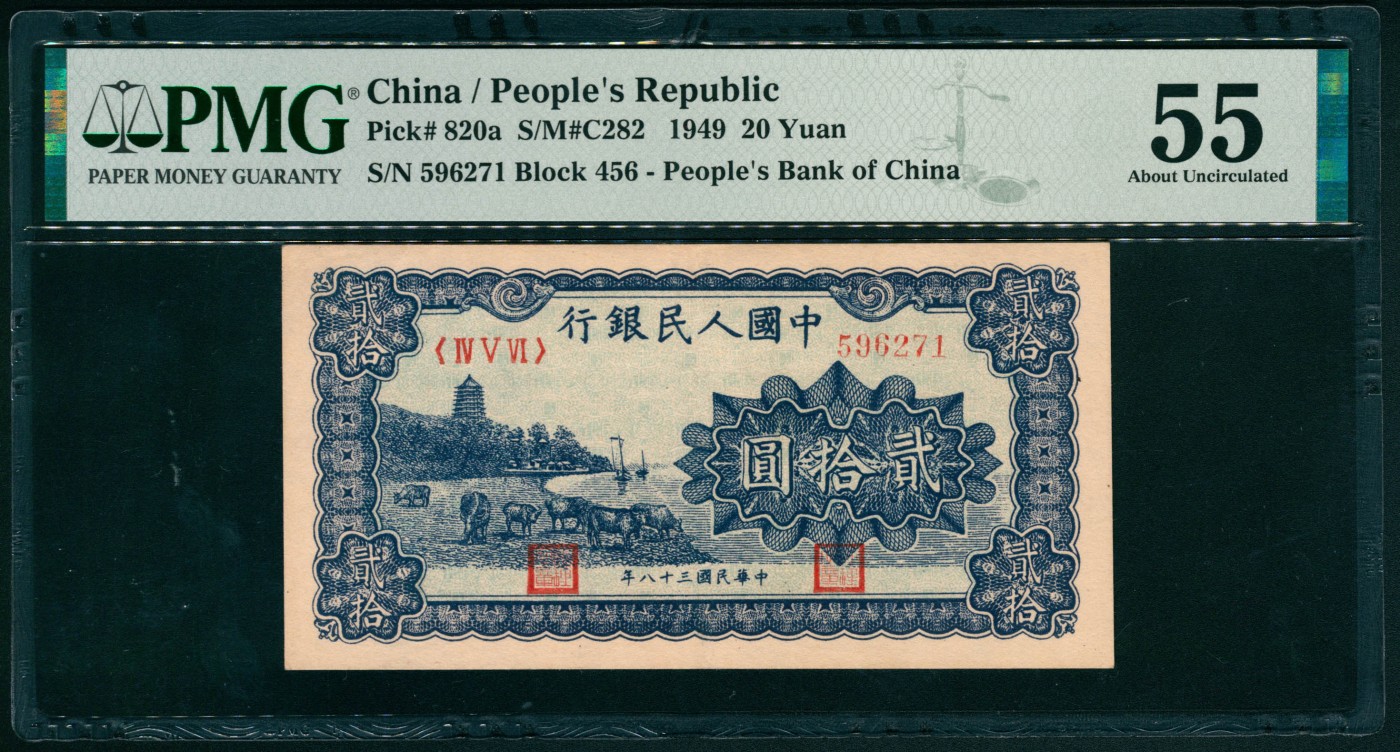 PMG®
PAPER MONEY GUARANTY
China / People's Republic
Pick# 820a S/M#C282 1949 20 Yuan
S/N 596271 Block 456 - People's Bank of China
55
About Uncirculated
貳拾
貳拾
行銀民人國中
〈ⅣⅤⅥ〉
596271
圓拾貳
貳拾
貳拾
年八十三國民華中
PMG